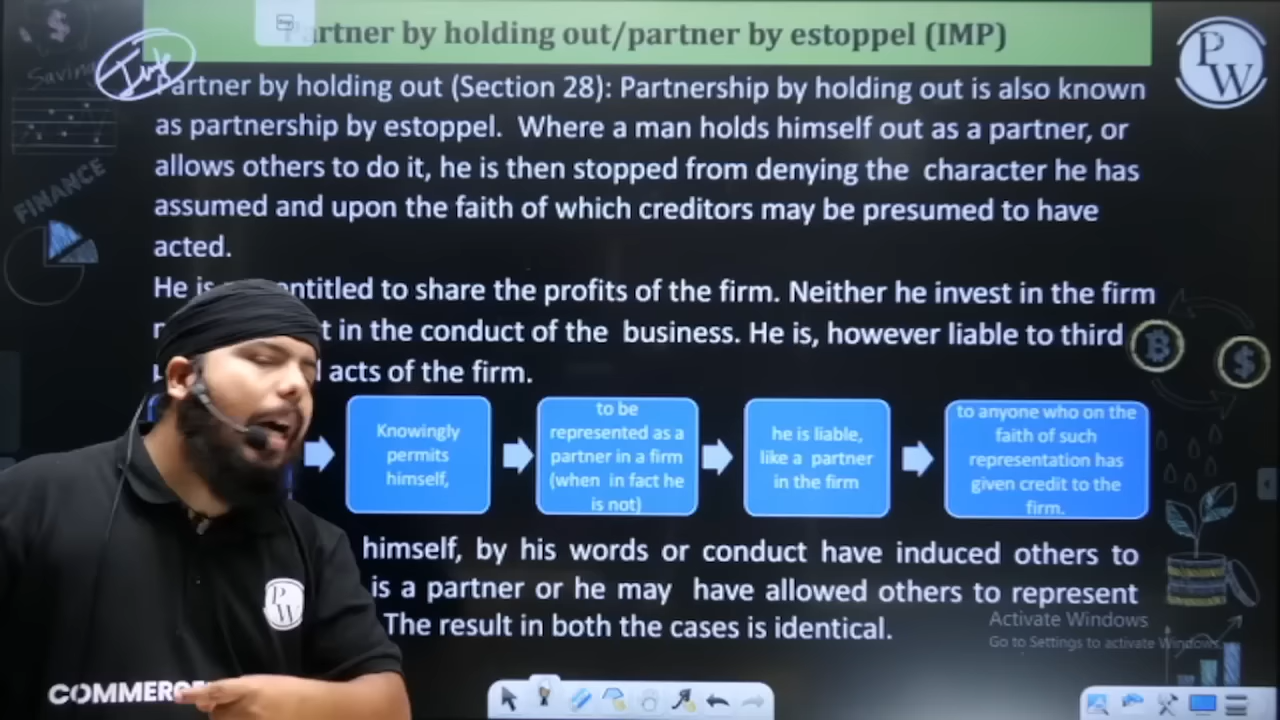 artner by holding out/partner by estoppel (IMP)
PW
Saving
Imp
artner by holding out (Section 28): Partnership by holding out is also known
as partnership by estoppel. Where a man holds himself out as a partner, or
allows others to do it, he is then stopped from denying the character he has
assumed and upon the faith of which creditors may be presumed to have
acted.
FINANCE
He is entitled to share the profits of the firm. Neither he invest in the firm
t in the conduct of the business. He is, however liable to third
acts of the firm.
Knowingly
permits
himself,
to be
represented as a
partner in a firm
(when in fact he
is not)
he is liable,
like a partner
in the firm
to anyone who on the
faith of such
representation has
given credit to the
firm.
himself, by his words or conduct have induced others to
is a partner or he may have allowed others to represent
The result in both the cases is identical.
Activate Windows
Go to Settings to activate Windows.
PW
COMMERCE